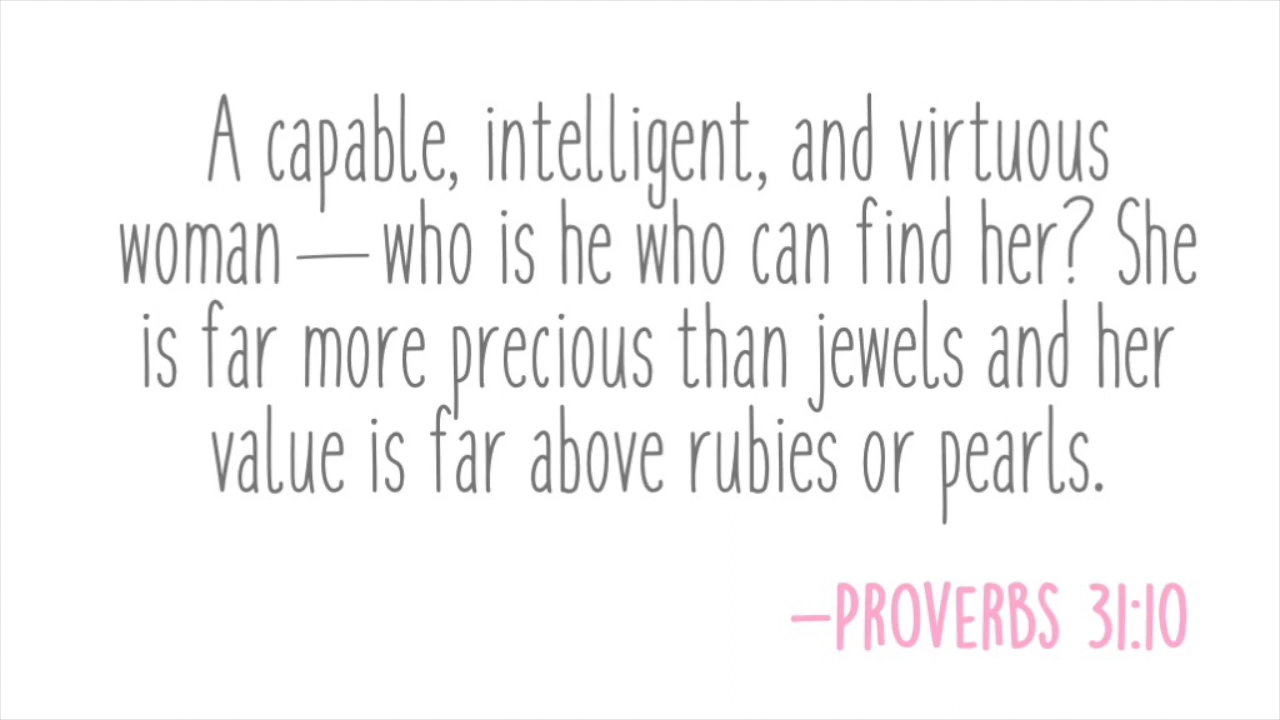 A capable, intelligent, and virtuous
woman—who is he who can find her? She
is far more precious than jewels and her
value is far above rubies or pearls.
—PROVERBS 31:10